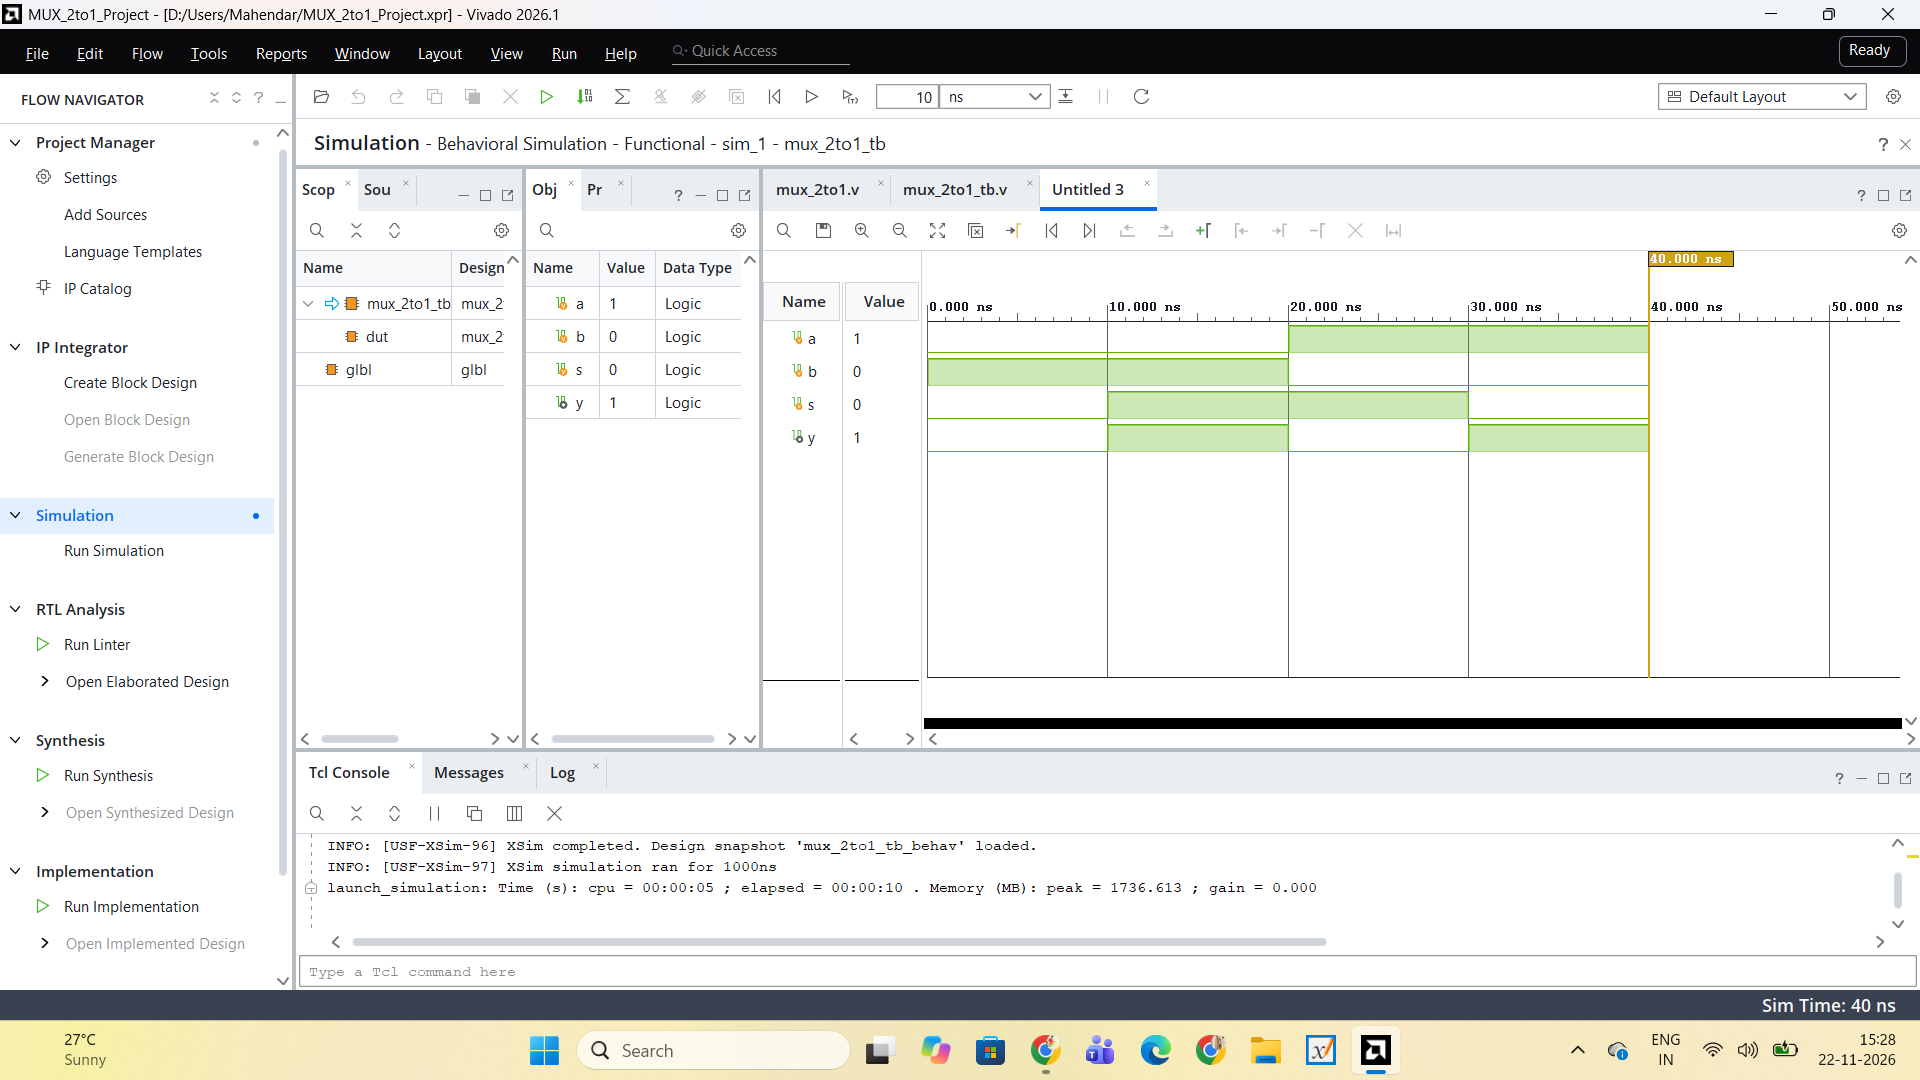 MUX_2to1_Project - [D:/Users/Mahendar/MUX_2to1_Project.xpr] - Vivado 2026.1
File Edit Flow Tools Reports Window Layout View Run Help Quick Access Ready
FLOW NAVIGATOR
10 ns
Default Layout
Simulation - Behavioral Simulation - Functional - sim_1 - mux_2to1_tb
Project Manager
Settings
Add Sources
Language Templates
IP Catalog
IP Integrator
Create Block Design
Open Block Design
Generate Block Design
Simulation
Run Simulation
RTL Analysis
Run Linter
Open Elaborated Design
Synthesis
Run Synthesis
Open Synthesized Design
Implementation
Run Implementation
Open Implemented Design
Scop Sou
Name Design
mux_2to1_tb mux_2
dut mux_2
glbl glbl
Obj Pr
Name Value Data Type
a 1 Logic
b 0 Logic
s 0 Logic
y 1 Logic
mux_2to1.v mux_2to1_tb.v Untitled 3
40.000 ns
Name Value
0.000 ns 10.000 ns 20.000 ns 30.000 ns 40.000 ns 50.000 ns
a 1
b 0
s 0
y 1
Tcl Console Messages Log
INFO: [USF-XSim-96] XSim completed. Design snapshot 'mux_2to1_tb_behav' loaded.
INFO: [USF-XSim-97] XSim simulation ran for 1000ns
launch_simulation: Time (s): cpu = 00:00:05 ; elapsed = 00:00:10 . Memory (MB): peak = 1736.613 ; gain = 0.000
Type a Tcl command here
Sim Time: 40 ns
27°C
Sunny
Search
ENG
IN
15:28
22-11-2026